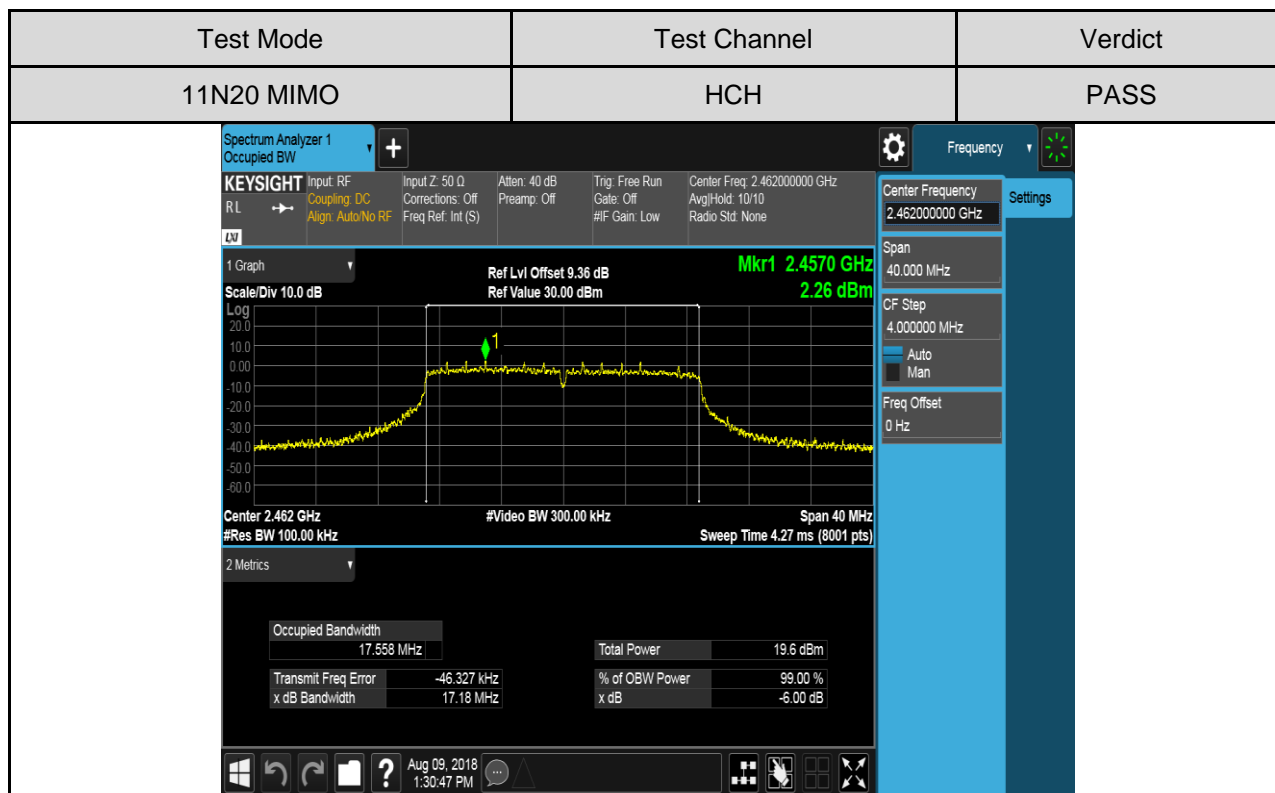 Test Mode Test Channel Verdict
11N20 MIMO HCH PASS
Spectrum Analyzer 1
Occupied BW
+
Frequency
KEYSIGHT Input: RF Input Z: 50 Ω Atten: 40 dB Trig: Free Run Center Freq: 2.462000000 GHz
RL Coupling: DC Corrections: Off Preamp: Off Gate: Off Avg|Hold: 10/10
Align: Auto/No RF Freq Ref: Int (S) #IF Gain: Low Radio Std: None
LXI
Center Frequency
2.462000000 GHz
Settings
Span
40.000 MHz
CF Step
4.000000 MHz
Auto
Man
Freq Offset
0 Hz
1 Graph
Ref Lvl Offset 9.36 dB
Mkr1 2.4570 GHz
Scale/Div 10.0 dB
Ref Value 30.00 dBm
2.26 dBm
Log
20.0
10.0
0.00
-10.0
-20.0
-30.0
-40.0
-50.0
-60.0
1
Center 2.462 GHz #Video BW 300.00 kHz Span 40 MHz
#Res BW 100.00 kHz Sweep Time 4.27 ms (8001 pts)
2 Metrics
Occupied Bandwidth
17.558 MHz
Total Power 19.6 dBm
Transmit Freq Error -46.327 kHz % of OBW Power 99.00 %
x dB Bandwidth 17.18 MHz x dB -6.00 dB
?
Aug 09, 2018
1:30:47 PM